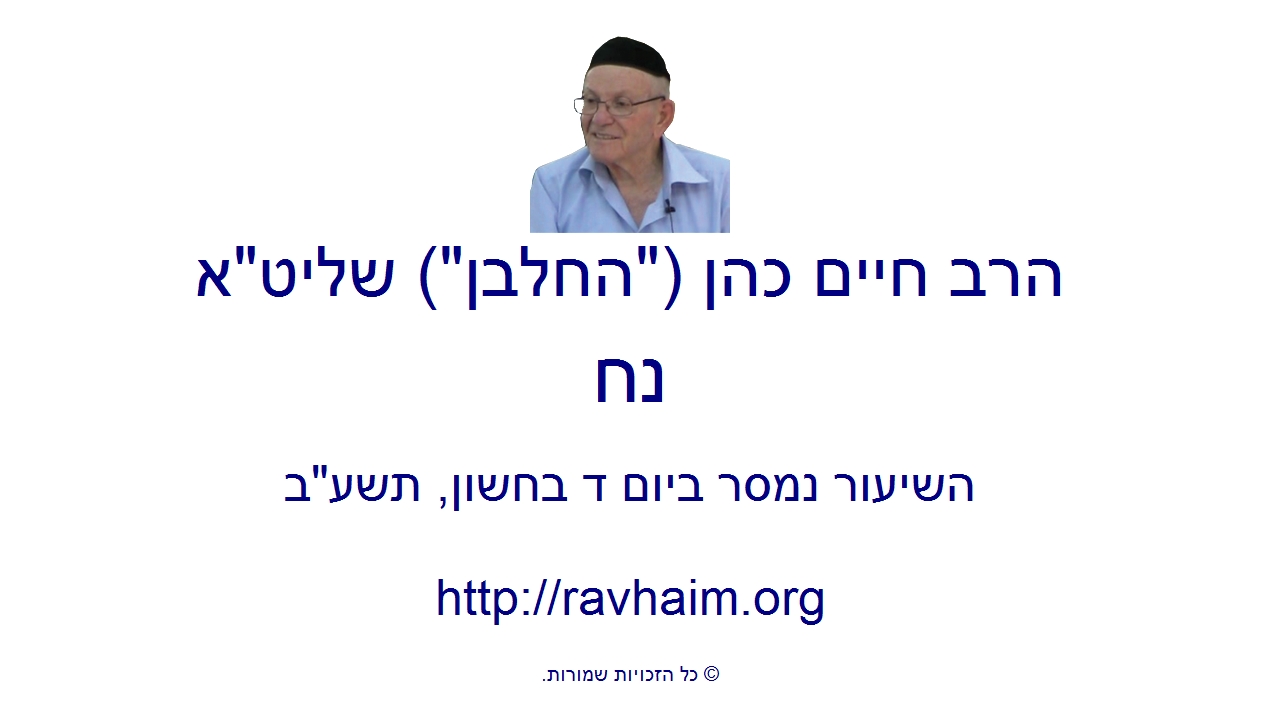 הרב חיים כהן ("החלבן") שליט"א
נח
השיעור נמסר ביום ד בחשון, תשע"ב
http://ravhaim.org
© כל הזכויות שמורות.